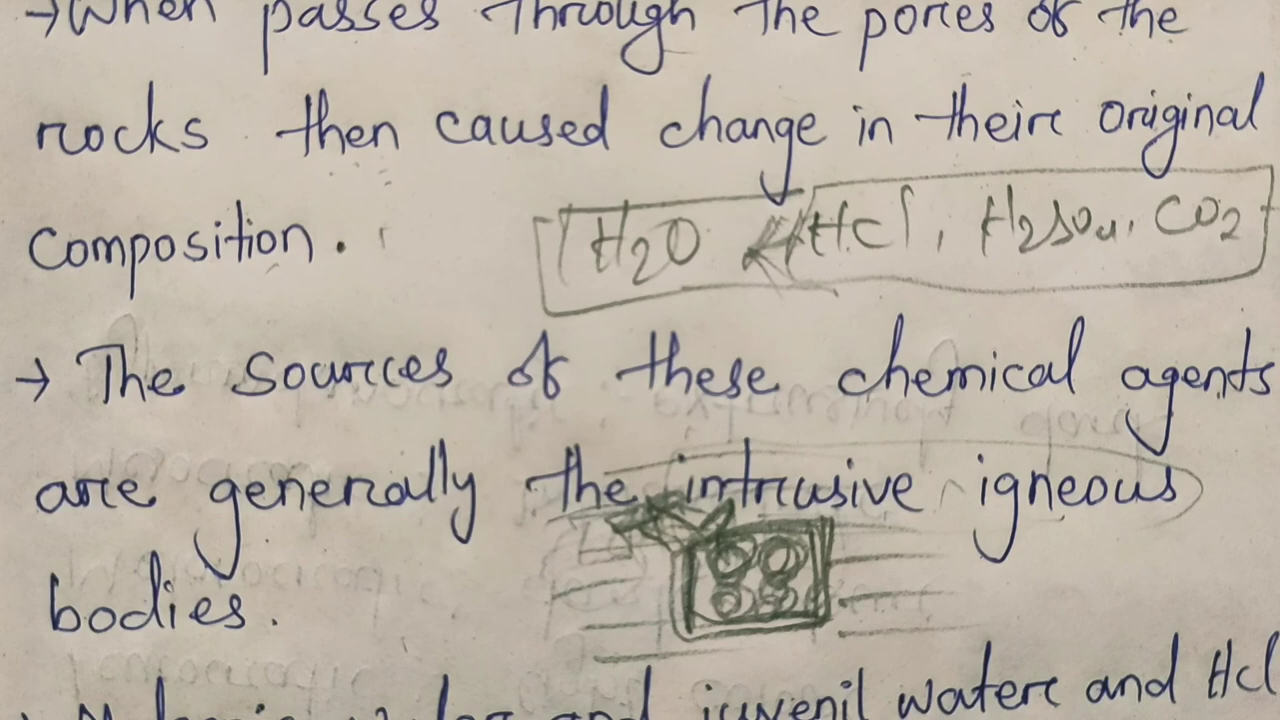 → When passes through the pores of the
rocks then caused change in their original
composition.
H2O HCl, H2SO4, CO2
→ The sources of these chemical agents
are generally the intrusive igneous
bodies.
and juvenil water and Hcl